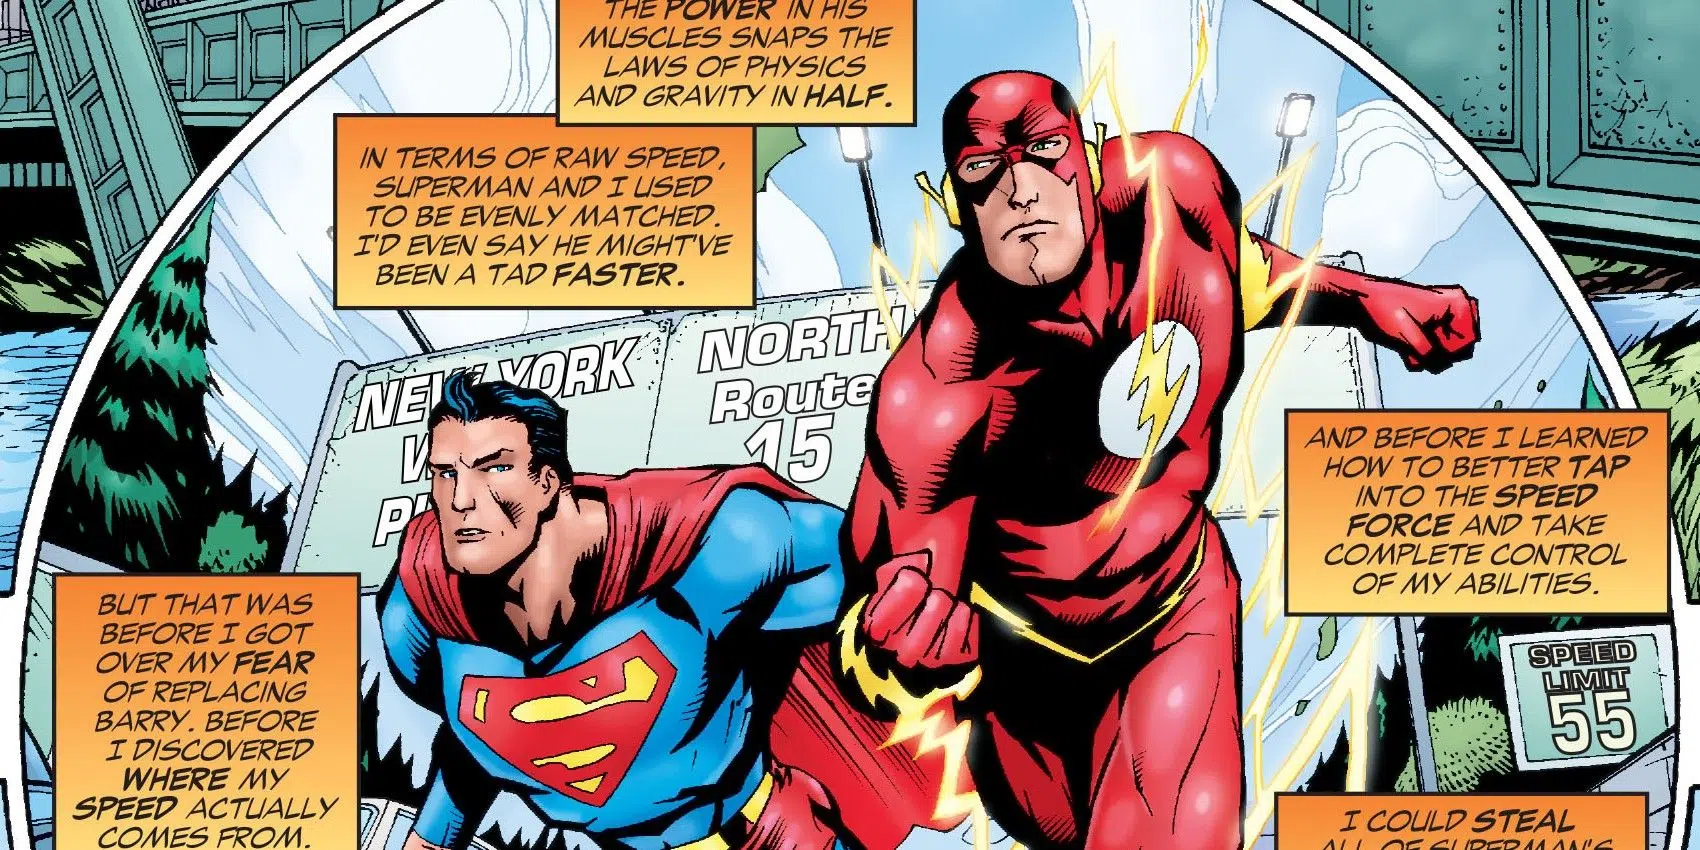 THE POWER IN HIS
MUSCLES SNAPS THE
LAWS OF PHYSICS
AND GRAVITY IN HALF.
IN TERMS OF RAW SPEED,
SUPERMAN AND I USED
TO BE EVENLY MATCHED.
I'D EVEN SAY HE MIGHT'VE
BEEN A TAD FASTER.
NEW YORK
NORTH
Route
15
BUT THAT WAS
BEFORE I GOT
OVER MY FEAR
OF REPLACING
BARRY. BEFORE
I DISCOVERED
WHERE MY
SPEED ACTUALLY
COMES FROM.
AND BEFORE I LEARNED
HOW TO BETTER TAP
INTO THE SPEED
FORCE AND TAKE
COMPLETE CONTROL
OF MY ABILITIES.
SPEED
LIMIT
55
I COULD STEAL
ALL OF SUPERMAN'S